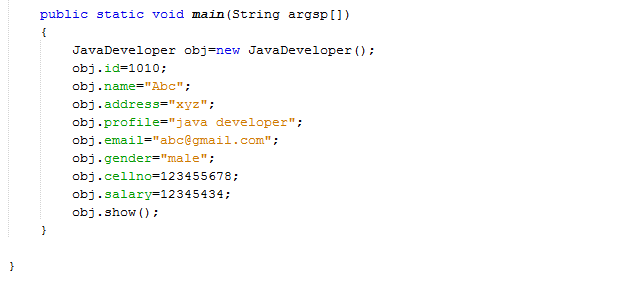 public static void main(String argsp[])
{
JavaDeveloper obj=new JavaDeveloper();
obj.id=1010;
obj.name="Abc";
obj.address="xyz";
obj.profile="java developer";
obj.email="abc@gmail.com";
obj.gender="male";
obj.cellno=123455678;
obj.salary=12345434;
obj.show();
}
}